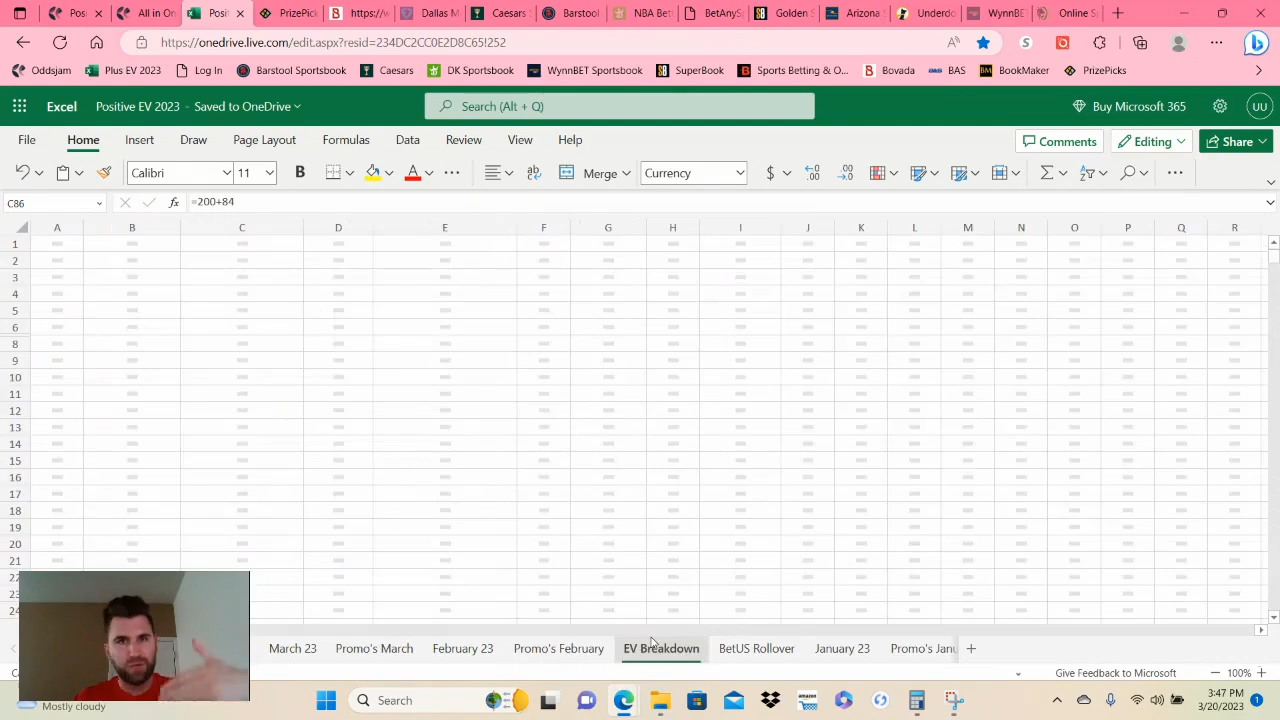 Posi
All in O
Posit
PrizePick
https://w
Dallas M
Caesars
Barstool
NBA Bet
BetAnyS
Golden S
Arizona
Underdo
WynnBE
Online S
https://onedrive.live.com/edit.aspx?resid=234DC2CC0E2D8C65!252
Oddsjam
Plus EV 2023
Log In
Barstool Sportsbook
Caesars
DK Sportsbook
WynnBET Sportsbook
SuperBook
Sports Betting & O...
Bovada
BAS
BookMaker
PrizePicks
Excel
Positive EV 2023 - Saved to OneDrive
Search (Alt + Q)
Buy Microsoft 365
UU
File Home Insert Draw Page Layout Formulas Data Review View Help
Comments
Editing
Share
Calibri
11
B
Merge
Currency
$
C86
fx
=200+84
A B C D E F G H I J K L M N O P Q R
1
2
3
4
5
6
7
8
9
10
11
12
13
14
15
16
17
18
19
20
21
March 23
Promo's March
February 23
Promo's February
EV Breakdown
BetUS Rollover
January 23
Promo's Janu
Give Feedback to Microsoft
100%
Mostly cloudy
Search
3:47 PM
3/20/2023
1